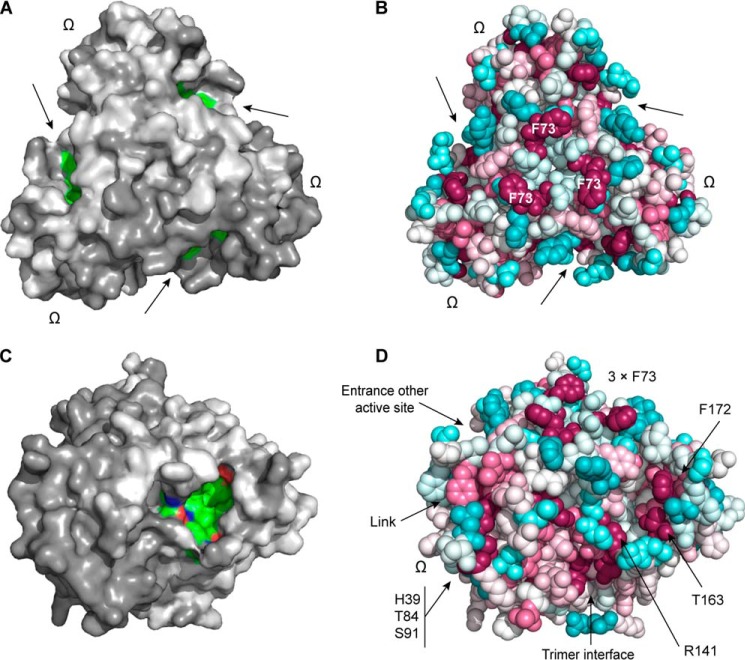 A
Ω
Ω
Ω
B
Ω
F73
F73
F73
Ω
Ω
C
D
3 × F73
Entrance other
active site
F172
Link
Ω
H39
T84
S91
T163
Trimer interface
R141